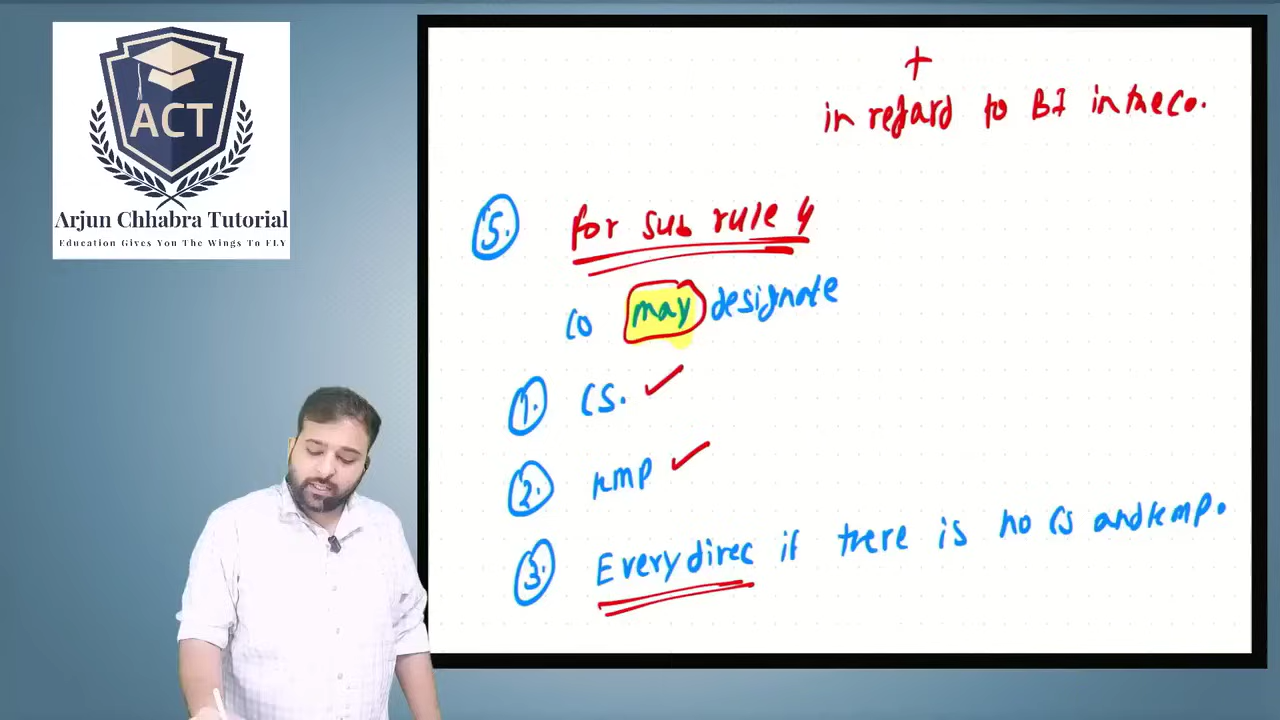 ACT
Arjun Chhabra Tutorial
Education Gives You The Wings To FLY
+
in regard to BI in the co.
5. for sub rule 4
co may designate
1. CS.
2. KMP
3. Every direc if there is no CS and KMP.